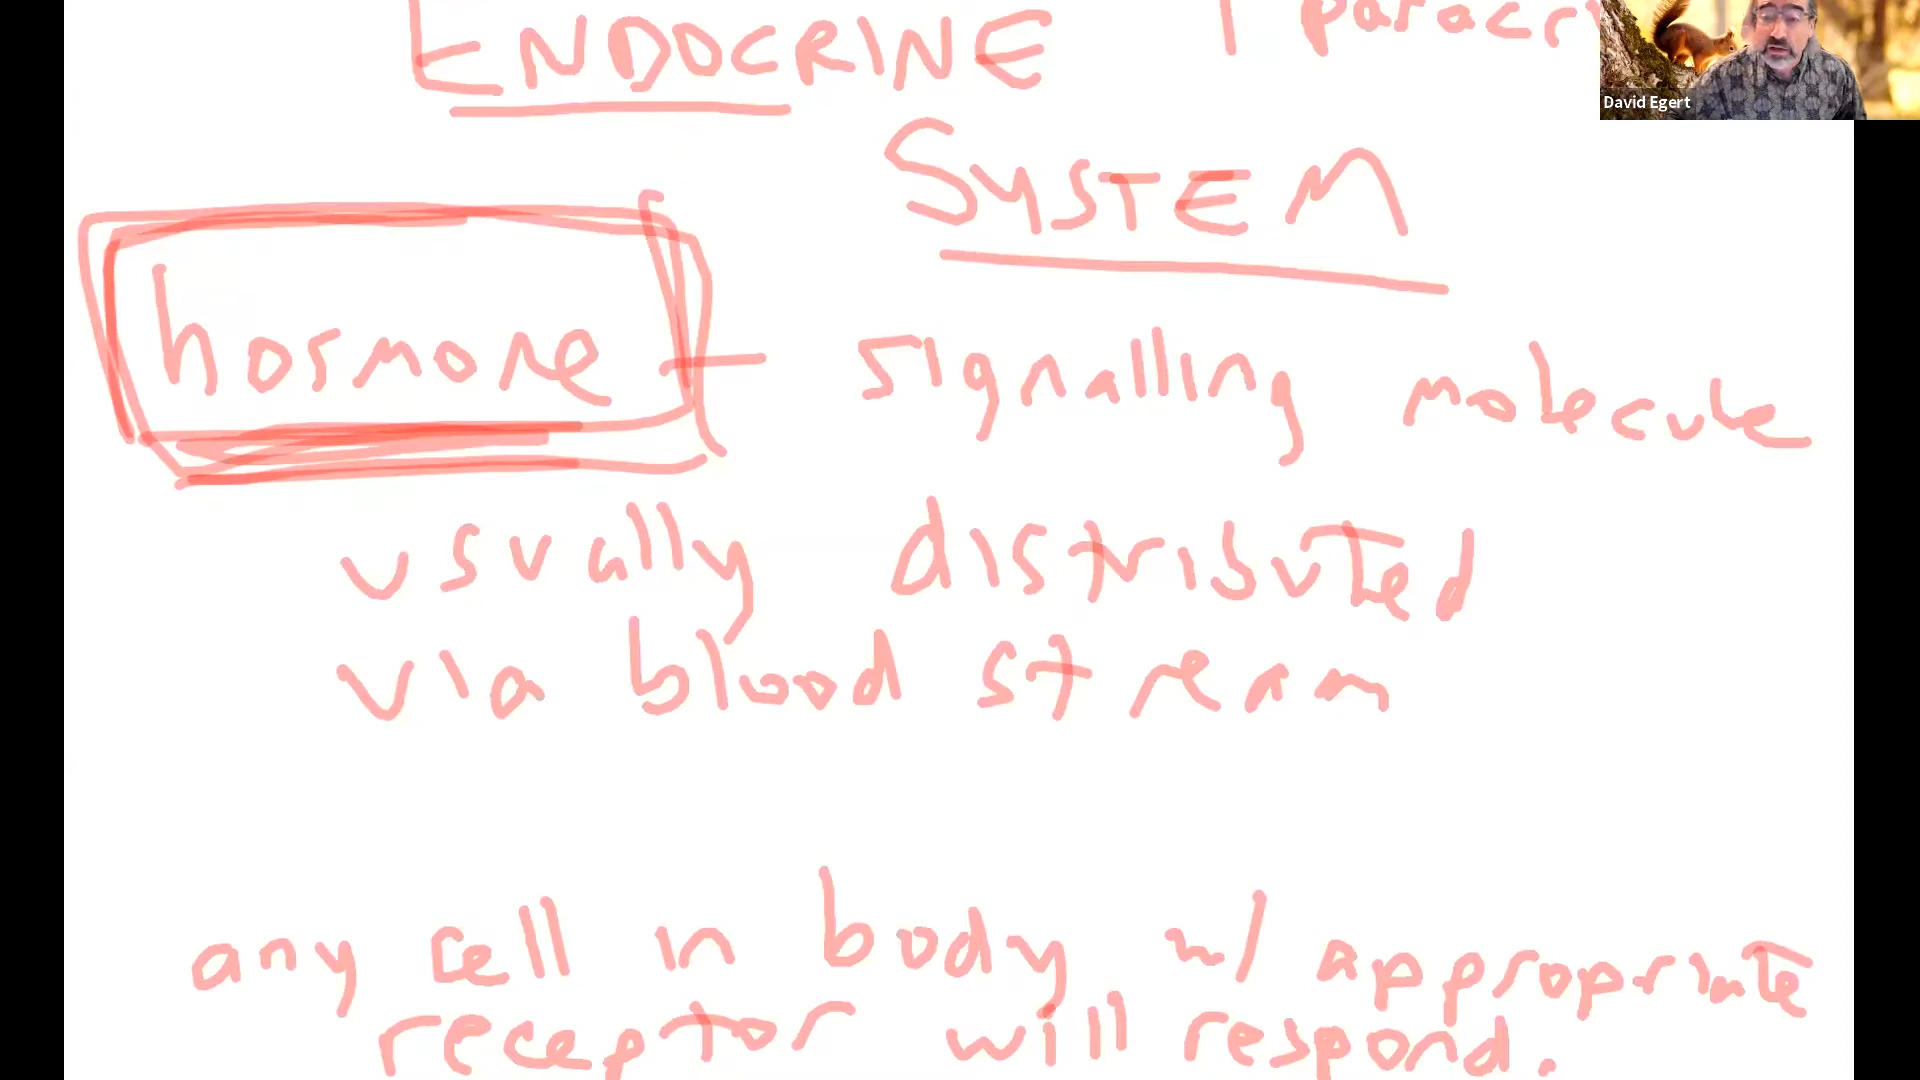 ENDOCRINE
paracri
David Egert
SYSTEM
hormone - signalling molecule
usually distributed
via blood stream
any cell in body w/ appropriate
receptor will respond.